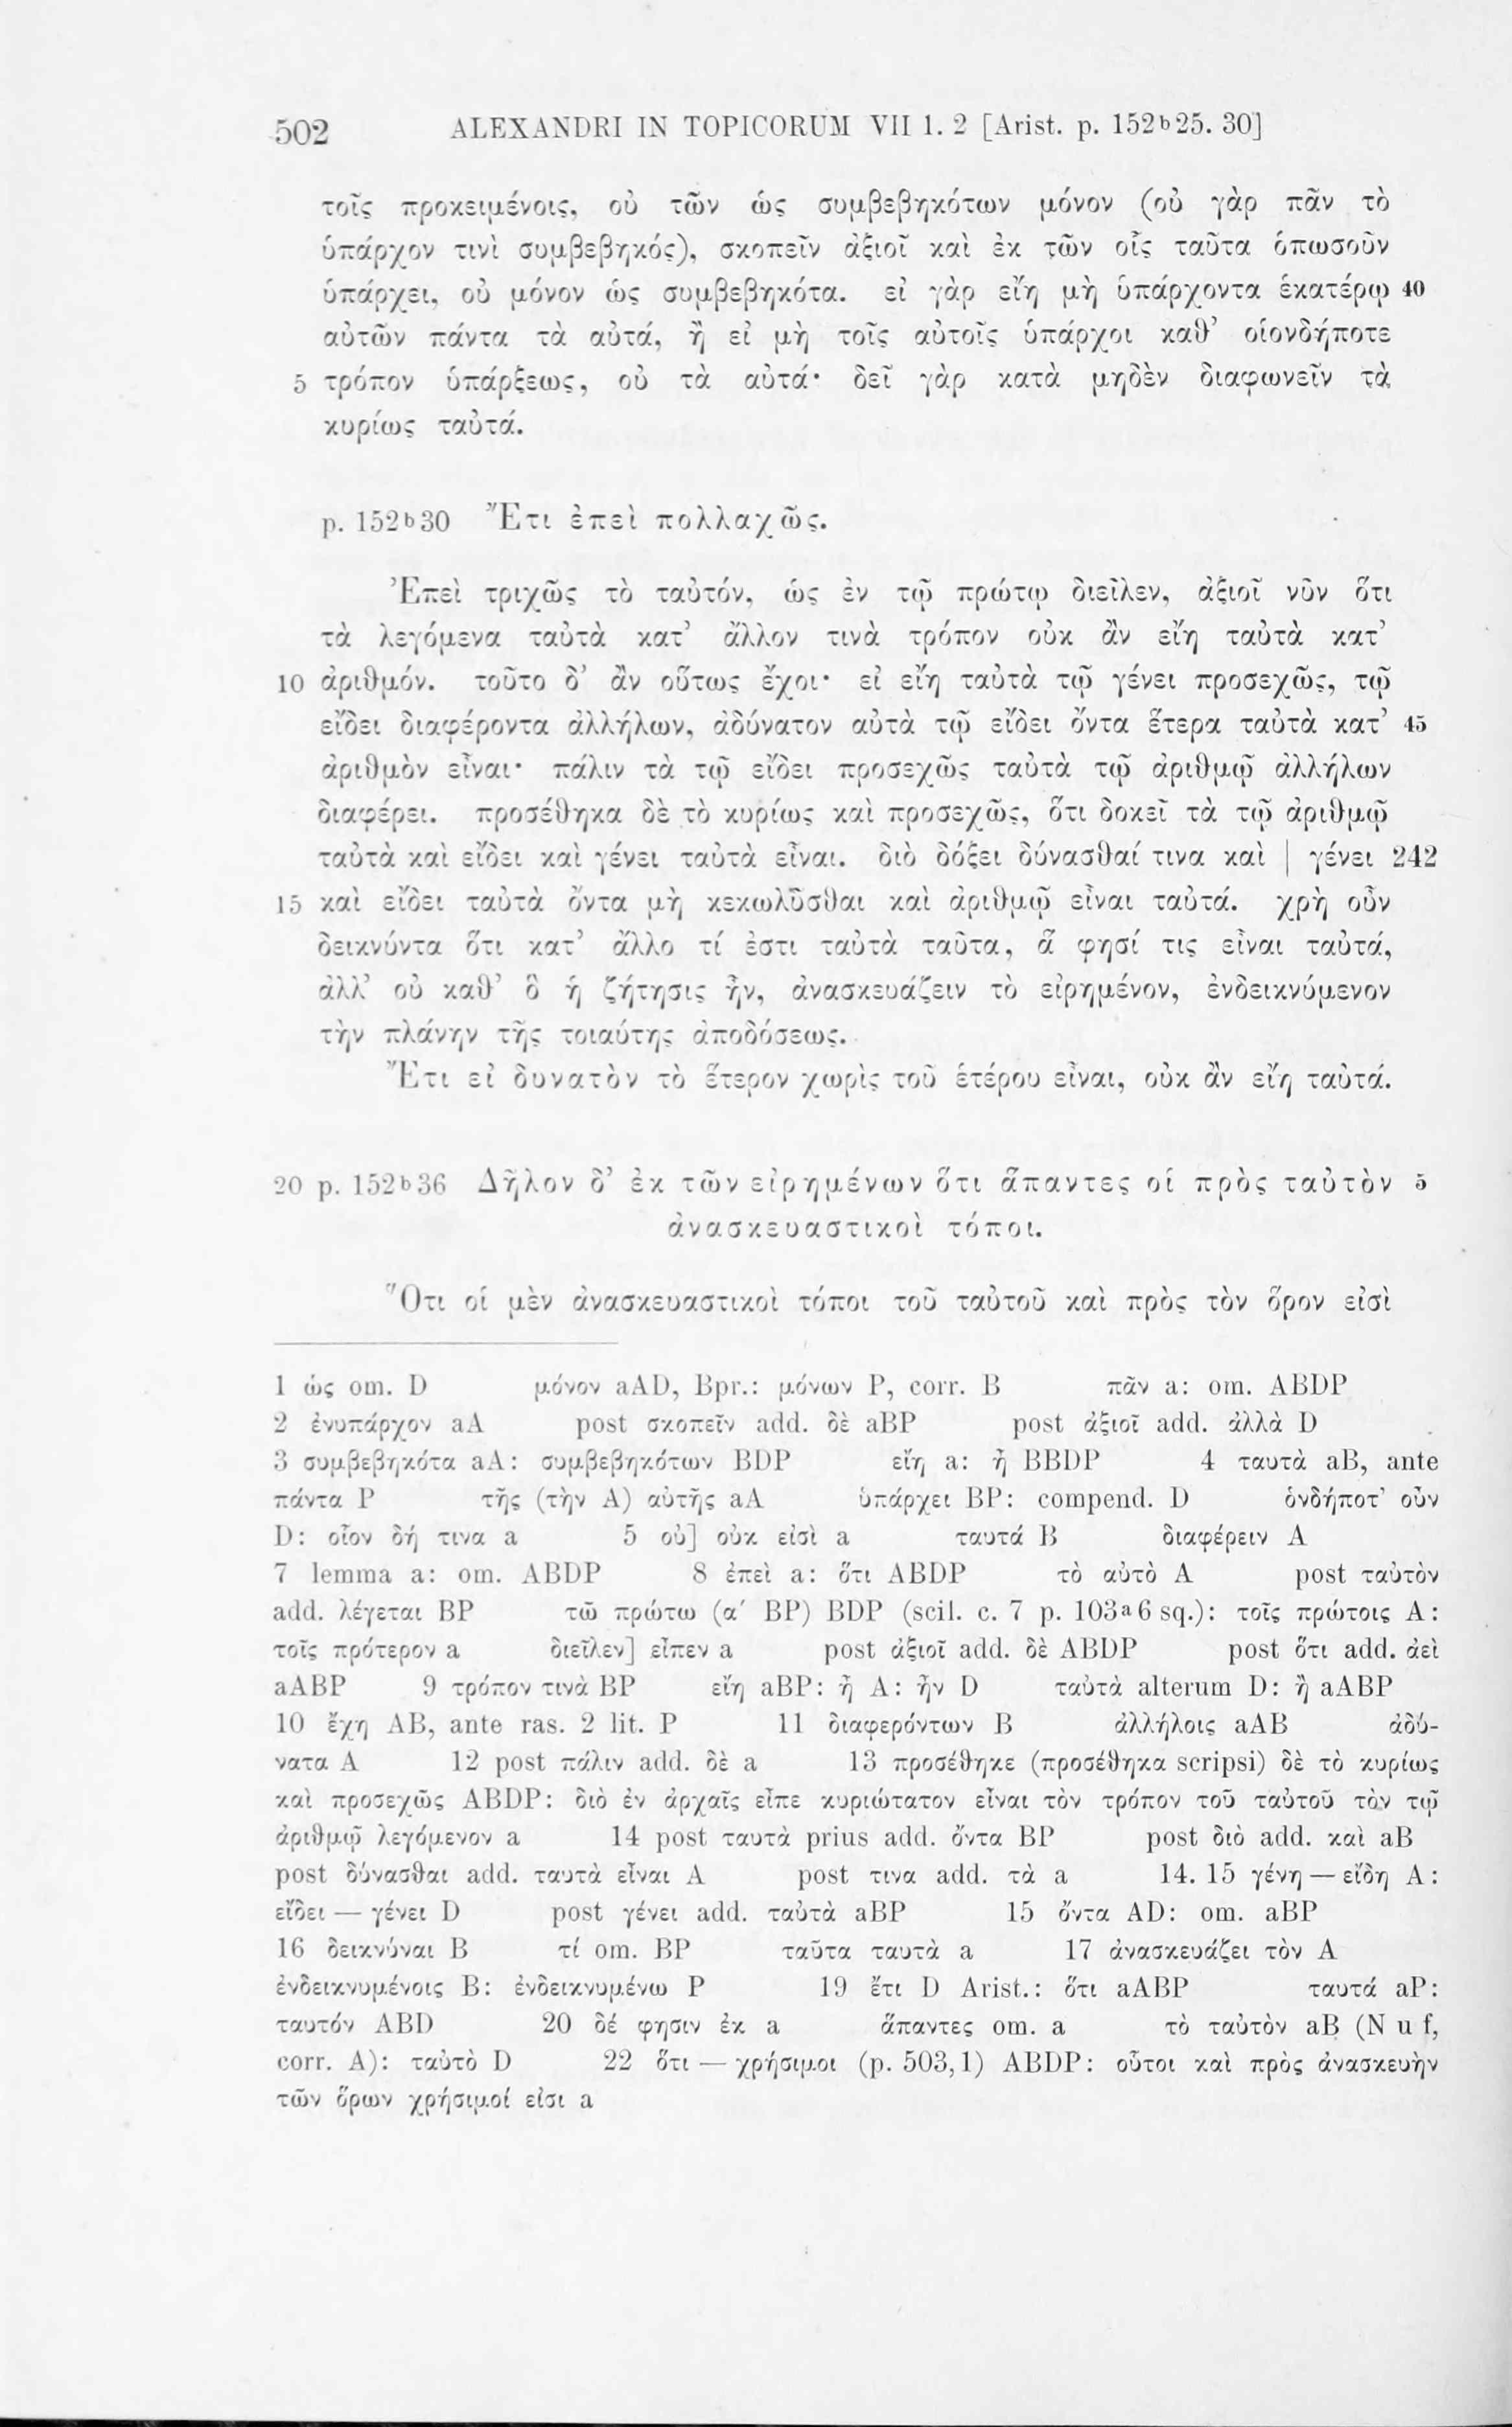 502 ALEXANDRI IN TOPICORUM VII 1. 2 [Arist. p. 152ᵇ25. 30]
τοῖς προκειμένοις, οὐ τῶν ὡς συμβεβηκότων μόνον (οὐ γὰρ πᾶν τὸ
ὑπάρχον τινὶ συμβεβηκός), σκοπεῖν ἀξιοῖ καὶ ἐκ τῶν οἷς ταῦτα ὁπωσοῦν
ὑπάρχει, οὐ μόνον ὡς συμβεβηκότα. εἰ γὰρ εἴη μὴ ὑπάρχοντα ἑκατέρῳ 40
αὐτῶν πάντα τὰ αὐτά, ἢ εἰ μὴ τοῖς αὐτοῖς ὑπάρχοι καθ’ οἱονδήποτε
5 τρόπον ὑπάρξεως, οὐ τὰ αὐτά· δεῖ γὰρ κατὰ μηδὲν διαφωνεῖν τὰ
κυρίως ταὐτά.
p. 152ᵇ30 Ἔτι ἐπεὶ πολλαχῶς.
Ἐπεὶ τριχῶς τὸ ταὐτόν, ὡς ἐν τῷ πρώτῳ διεῖλεν, ἀξιοῖ νῦν ὅτι
τὰ λεγόμενα ταὐτὰ κατ’ ἄλλον τινὰ τρόπον οὐκ ἂν εἴη ταὐτὰ κατ’
10 ἀριθμόν. τοῦτο δ’ ἂν οὕτως ἔχοι· εἰ εἴη ταὐτὰ τῷ γένει προσεχῶς, τῷ
εἴδει διαφέροντα ἀλλήλων, ἀδύνατον αὐτὰ τῷ εἴδει ὄντα ἕτερα ταὐτὰ κατ’ 45
ἀριθμὸν εἶναι· πάλιν τὰ τῷ εἴδει προσεχῶς ταὐτὰ τῷ ἀριθμῷ ἀλλήλων
διαφέρει. προσέθηκα δὲ τὸ κυρίως καὶ προσεχῶς, ὅτι δοκεῖ τὰ τῷ ἀριθμῷ
ταὐτὰ καὶ εἴδει καὶ γένει ταὐτὰ εἶναι. διὸ δόξει δύνασθαί τινα καὶ | γένει 242
15 καὶ εἴδει ταὐτὰ ὄντα μὴ κεκωλῦσθαι καὶ ἀριθμῷ εἶναι ταὐτά. χρὴ οὖν
δεικνύντα ὅτι κατ’ ἄλλο τί ἐστι ταὐτὰ ταῦτα, ἅ φησί τις εἶναι ταὐτά,
ἀλλ’ οὐ καθ’ ὃ ἡ ζήτησις ἦν, ἀνασκευάζειν τὸ εἰρημένον, ἐνδεικνύμενον
τὴν πλάνην τῆς τοιαύτης ἀποδόσεως.
Ἔτι εἰ δυνατὸν τὸ ἕτερον χωρὶς τοῦ ἑτέρου εἶναι, οὐκ ἂν εἴη ταὐτά.
20 p. 152ᵇ36 Δῆλον δ’ ἐκ τῶν εἰρημένων ὅτι ἅπαντες οἱ πρὸς ταὐτὸν 5
ἀνασκευαστικοὶ τόποι.
Ὅτι οἱ μὲν ἀνασκευαστικοὶ τόποι τοῦ ταὐτοῦ καὶ πρὸς τὸν ὅρον εἰσὶ
1 ὡς om. D μόνον aAD, Bpr.: μόνων P, corr. B πᾶν a: om. ABDP
2 ἐνυπάρχον aA post σκοπεῖν add. δὲ aBP post ἀξιοῖ add. ἀλλὰ D
3 συμβεβηκότα aA: συμβεβηκότων BDP εἴη a: ἢ BBDP 4 ταυτὰ aB, ante
πάντα P τῆς (τὴν A) αὐτῆς aA ὑπάρχει BP: compend. D ὁνδήποτ’ οὖν
D: οἷον δή τινα a 5 οὐ] οὐκ εἰσὶ a ταυτά B διαφέρειν A
7 lemma a: om. ABDP 8 ἐπεὶ a: ὅτι ABDP τὸ αὐτὸ A post ταὐτὸν
add. λέγεται BP τῶ πρώτω (α´ BP) BDP (scil. c. 7 p. 103ᵃ6 sq.): τοῖς πρώτοις A:
τοῖς πρότερον a διεῖλεν] εἶπεν a post ἀξιοῖ add. δὲ ABDP post ὅτι add. ἀεὶ
aABP 9 τρόπον τινὰ BP εἴη aBP: ἢ A: ἦν D ταὐτὰ alterum D: ἢ aABP
10 ἔχη AB, ante ras. 2 lit. P 11 διαφερόντων B ἀλλήλοις aAB ἀδύ-
νατα A 12 post πάλιν add. δὲ a 13 προσέθηκε (προσέθηκα scripsi) δὲ τὸ κυρίως
καὶ προσεχῶς ABDP: διὸ ἐν ἀρχαῖς εἶπε κυριώτατον εἶναι τὸν τρόπον τοῦ ταὐτοῦ τὸν τῷ
ἀριθμῷ λεγόμενον a 14 post ταυτὰ prius add. ὄντα BP post διὸ add. καὶ aB
post δύνασθαι add. ταυτὰ εἶναι A post τινα add. τὰ a 14. 15 γένη — εἴδη A:
εἴδει — γένει D post γένει add. ταὐτὰ aBP 15 ὄντα AD: om. aBP
16 δεικνύναι B τί om. BP ταῦτα ταυτὰ a 17 ἀνασκευάζει τὸν A
ἐνδεικνυμένοις B: ἐνδεικνυμένω P 19 ἔτι D Arist.: ὅτι aABP ταυτά aP:
ταυτόν ABD 20 δέ φησιν ἐκ a ἅπαντες om. a τὸ ταὐτὸν aB (N u f,
corr. A): ταὐτὸ D 22 ὅτι — χρήσιμοι (p. 503,1) ABDP: οὗτοι καὶ πρὸς ἀνασκευὴν
τῶν ὅρων χρήσιμοί εἰσι a